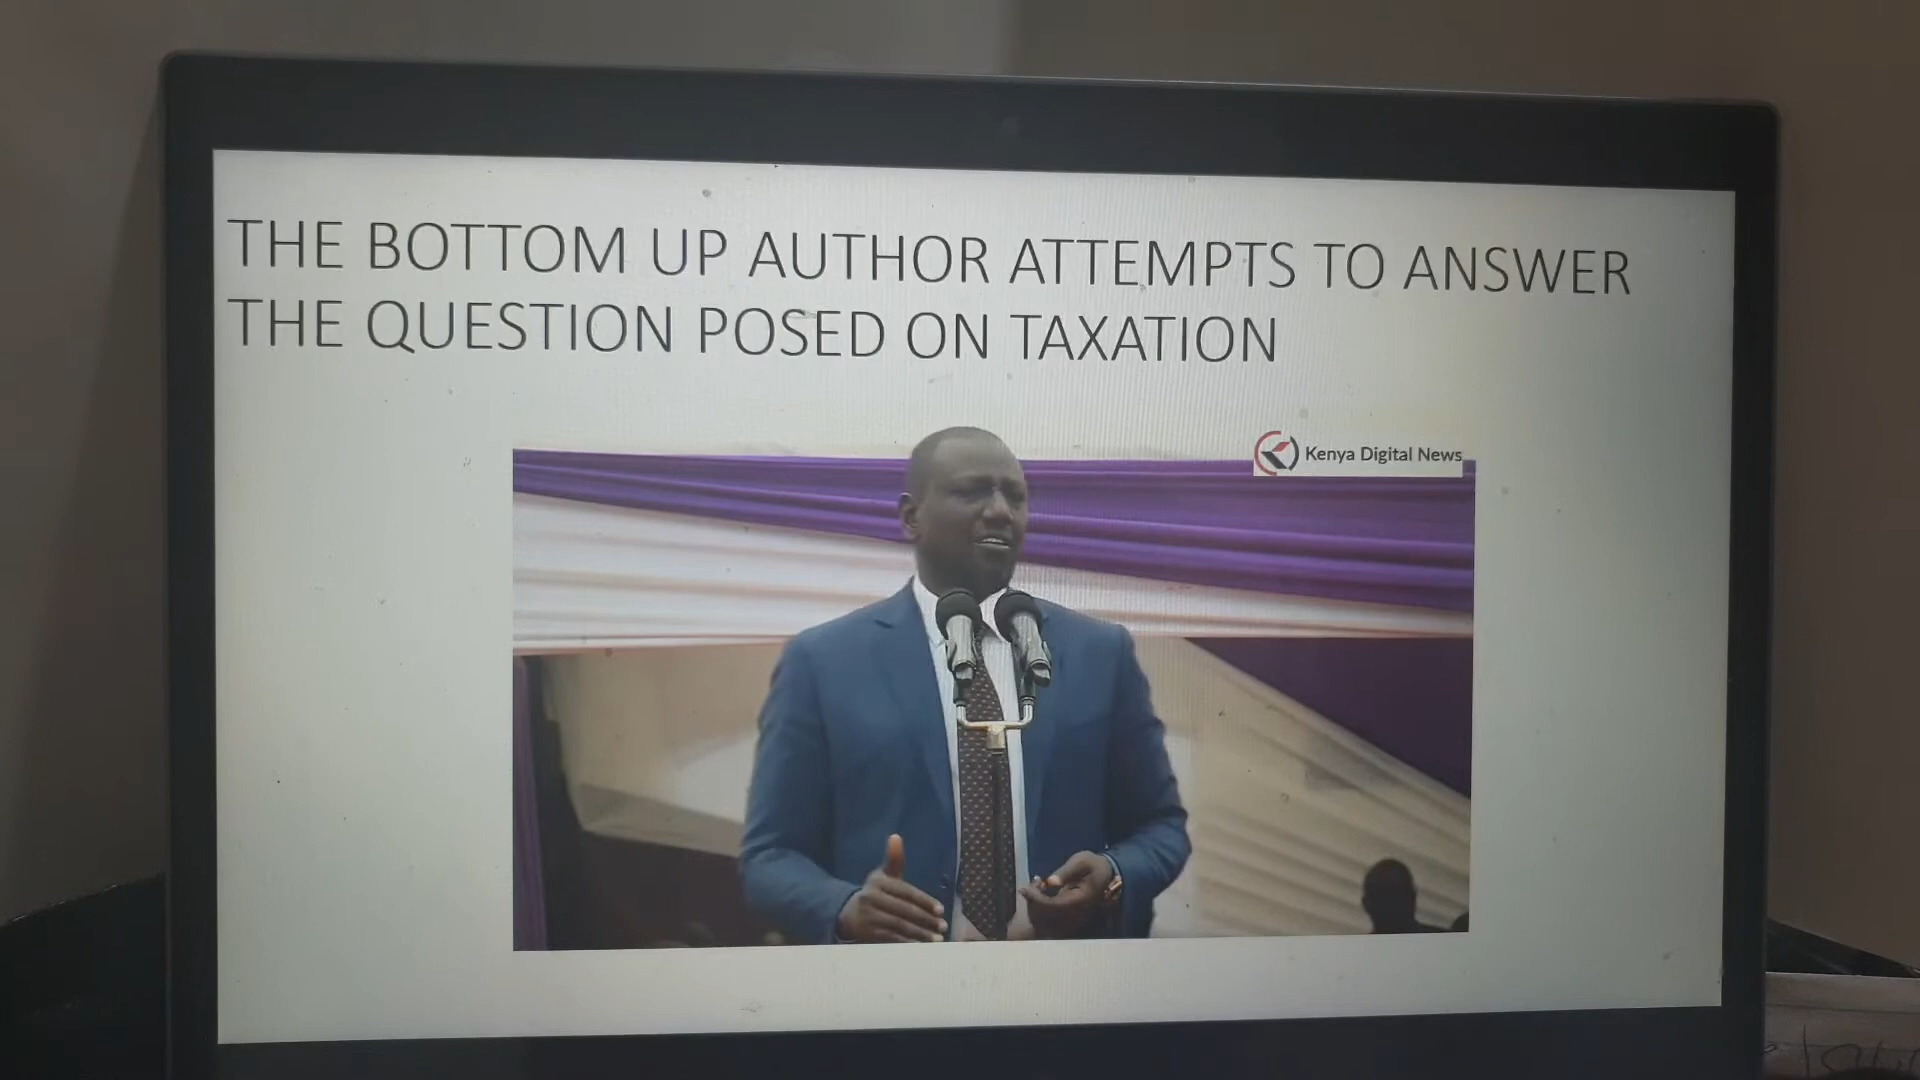 THE BOTTOM UP AUTHOR ATTEMPTS TO ANSWER
THE QUESTION POSED ON TAXATION
Kenya Digital News